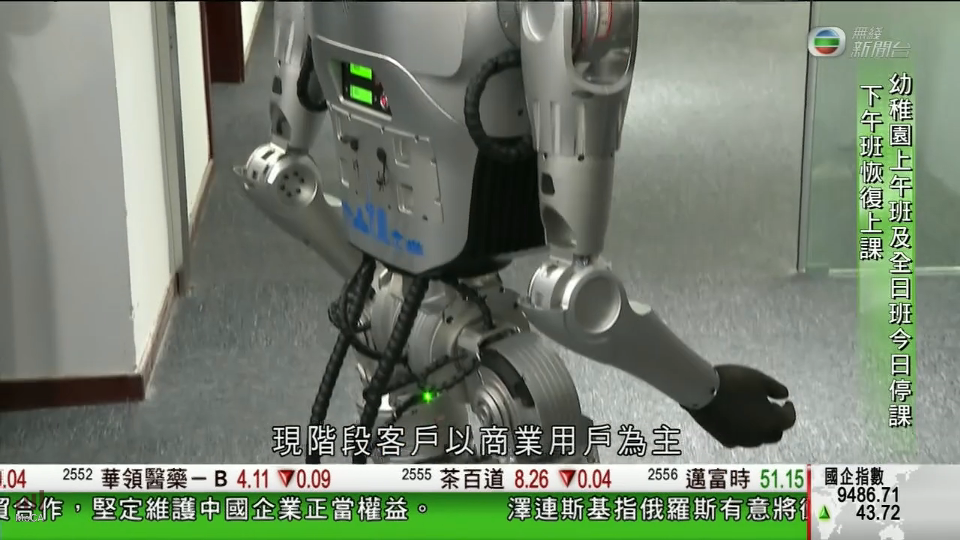 無綫
新聞台
幼稚園上午班及全日班今日停課
下午班恢復上課
現階段客戶以商業用戶為主
0.04 2552 華領醫藥－B 4.11 ▼0.09 2555 茶百道 8.26 ▼0.04 2556 邁富時 51.15
國企指數
9486.71
▲ 43.72
貿合作，堅定維護中國企業正當權益。 澤連斯基指俄羅斯有意將